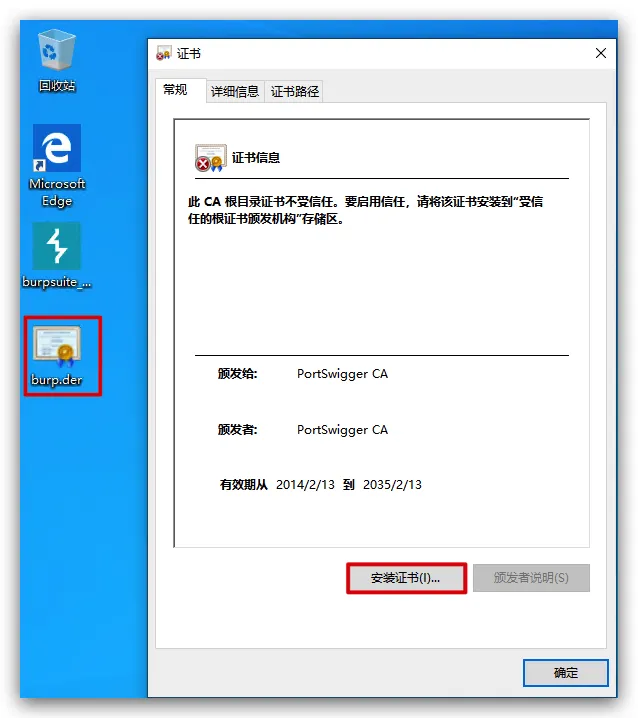 回收站
Microsoft
Edge
burpsuite_...
burp.der
证书
常规
详细信息
证书路径
证书信息
此 CA 根目录证书不受信任。要启用信任，请将该证书安装到"受信
任的根证书颁发机构"存储区。
颁发给: PortSwigger CA
颁发者: PortSwigger CA
有效期从 2014/2/13 到 2035/2/13
安装证书(I)...
颁发者说明(S)
确定